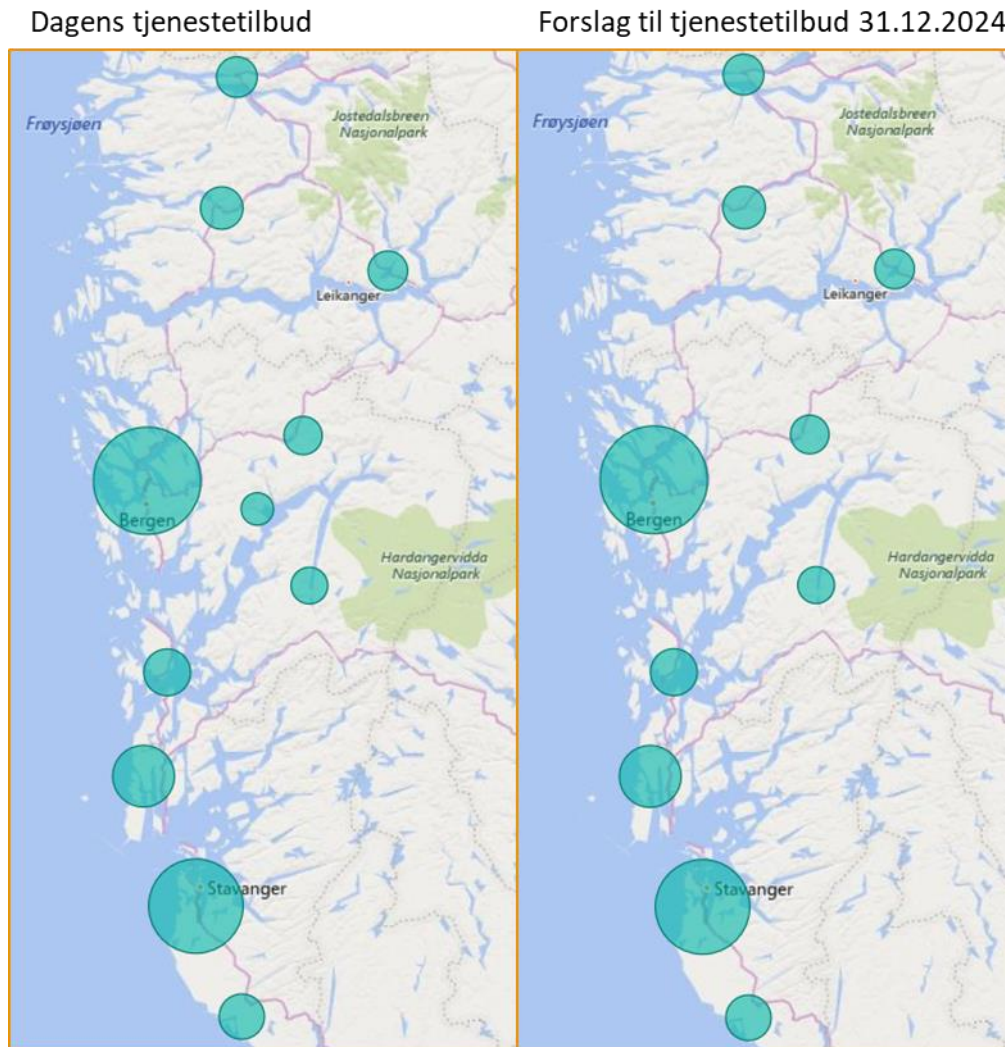 Dagens tjenestetilbud
Forslag til tjenestetilbud 31.12.2024
Frøysjøen
Jostedalsbreen
Nasjonalpark
Leikanger
Bergen
Hardangervidda
Nasjonalpark
Stavanger
Frøysjøen
Jostedalsbreen
Nasjonalpark
Leikanger
Bergen
Hardangervidda
Nasjonalpark
Stavanger